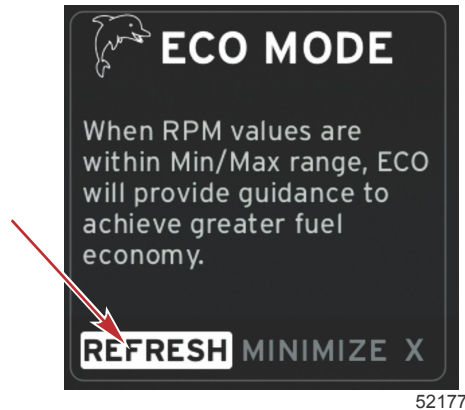 ECO MODE
When RPM values are
within Min/Max range, ECO
will provide guidance to
achieve greater fuel
economy.
REFRESH MINIMIZE X
52177